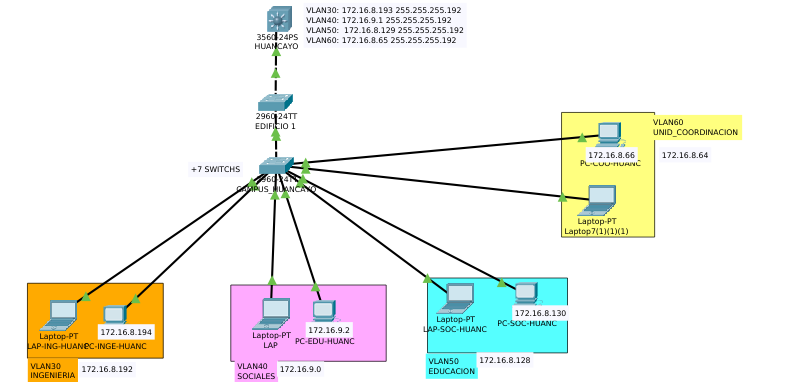 VLAN30: 172.16.8.193 255.255.255.192
VLAN40: 172.16.9.1 255.255.255.192
VLAN50: 172.16.8.129 255.255.255.192
VLAN60: 172.16.8.65 255.255.255.192
3560-24PS
HUANCAYO
2960-24TT
EDIFICIO 1
+7 SWITCHS
2960-24TT
CAMPUS_HUANCAYO
VLAN60
UNID_COORDINACION
172.16.8.66
172.16.8.64
PC-COO-HUANC
Laptop-PT
Laptop7(1)(1)(1)
172.16.8.194
Laptop-PT
LAP-ING-HUANC
PC-INGE-HUANC
VLAN30
INGENIERIA
172.16.8.192
Laptop-PT
LAP
172.16.9.2
PC-EDU-HUANC
VLAN40
SOCIALES
172.16.9.0
Laptop-PT
LAP-SOC-HUANC
172.16.8.130
PC-SOC-HUANC
VLAN50
EDUCACION
172.16.8.128